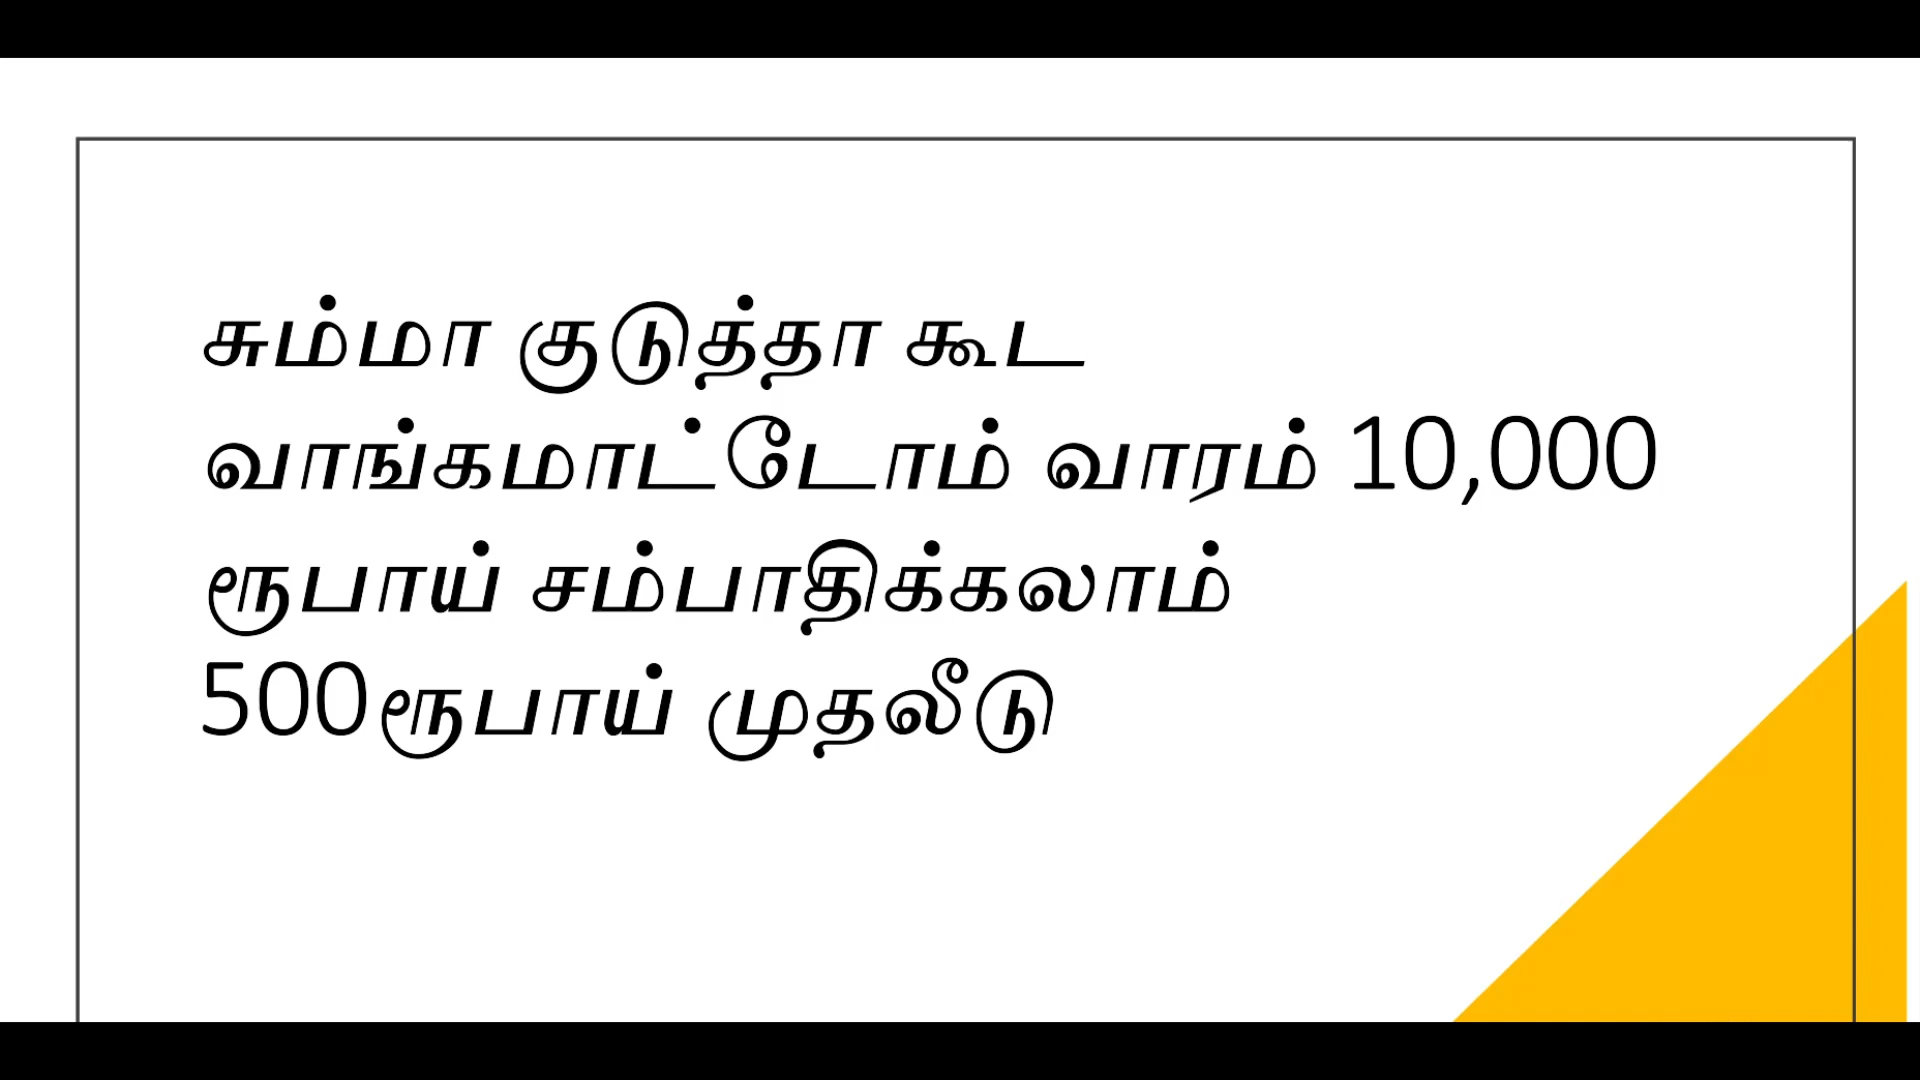 சும்மா குடுத்தா கூட
வாங்கமாட்டோம் வாரம் 10,000
ரூபாய் சம்பாதிக்கலாம்
500ரூபாய் முதலீடு